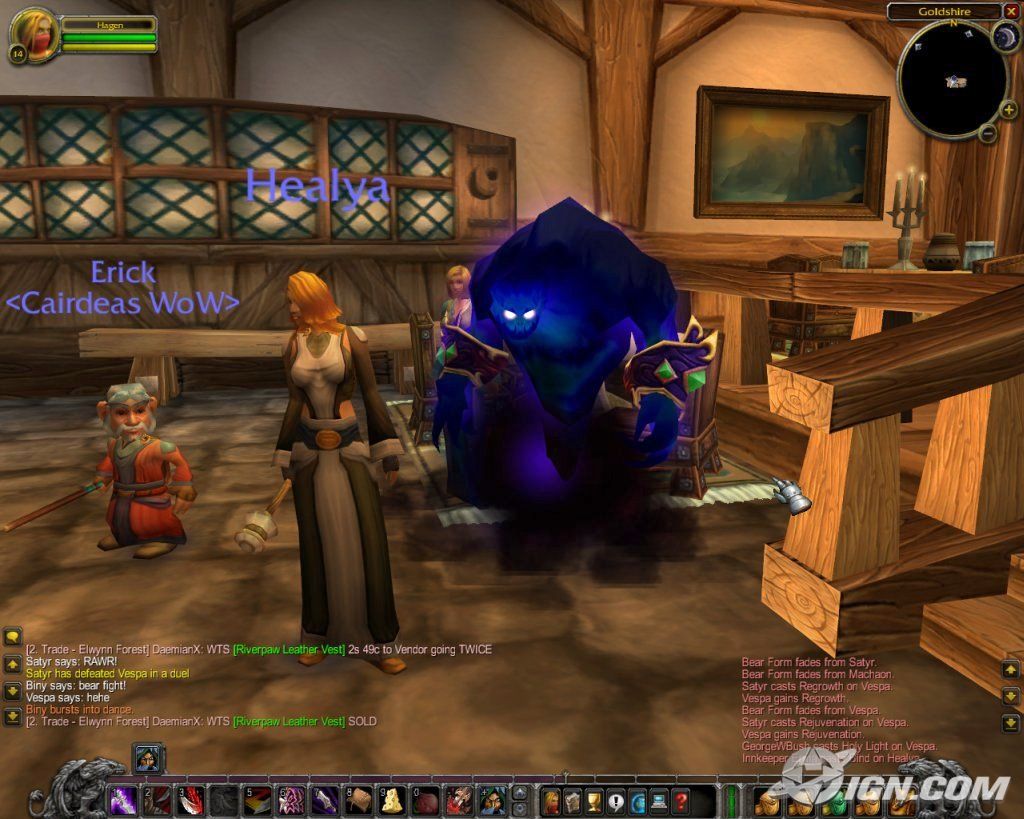 Hagen
14
Goldshire
N
Healya
Erick
<Cairdeas WoW>
[2. Trade - Elwynn Forest] DaemianX: WTS [Riverpaw Leather Vest] 2s 49c to Vendor going TWICE
Satyr says: RAWR!
Satyr has defeated Vespa in a duel
Biny says: bear fight!
Vespa says: hehe
Biny bursts into dance.
[2. Trade - Elwynn Forest] DaemianX: WTS [Riverpaw Leather Vest] SOLD
Bear Form fades from Satyr.
Bear Form fades from Machaon.
Satyr casts Regrowth on Vespa.
Vespa gains Regrowth.
Bear Form fades from Vespa.
Satyr casts Rejuvenation on Vespa.
Vespa gains Rejuvenation.
GeorgeWBush casts Holy Light on Vespa.
Innkeeper on Healya
IGN.COM